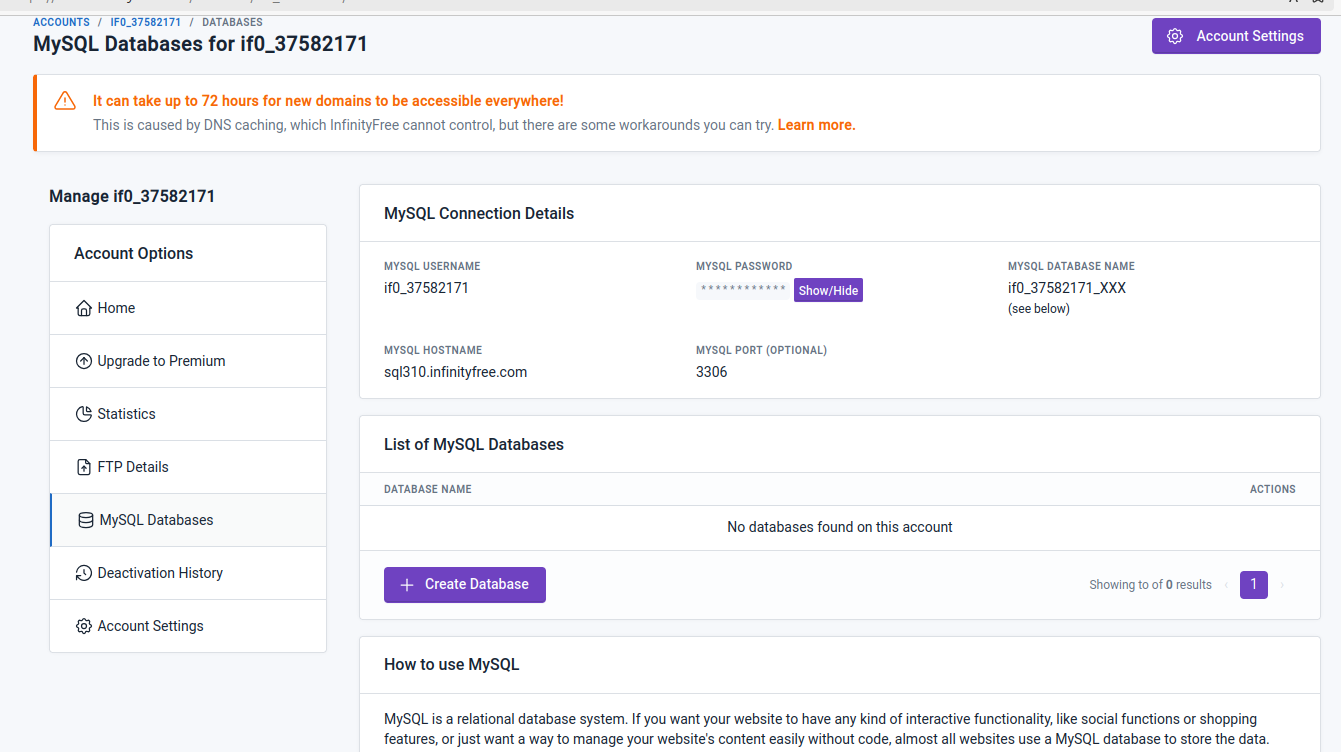 ACCOUNTS / IF0_37582171 / DATABASES
MySQL Databases for if0_37582171
Account Settings
It can take up to 72 hours for new domains to be accessible everywhere!
This is caused by DNS caching, which InfinityFree cannot control, but there are some workarounds you can try. Learn more.
Manage if0_37582171
Account Options
Home
Upgrade to Premium
Statistics
FTP Details
MySQL Databases
Deactivation History
Account Settings
MySQL Connection Details
MYSQL USERNAME
if0_37582171
MYSQL PASSWORD
************ Show/Hide
MYSQL DATABASE NAME
if0_37582171_XXX
(see below)
MYSQL HOSTNAME
sql310.infinityfree.com
MYSQL PORT (OPTIONAL)
3306
List of MySQL Databases
DATABASE NAME ACTIONS
No databases found on this account
Create Database
Showing to of 0 results ‹ 1 ›
How to use MySQL
MySQL is a relational database system. If you want your website to have any kind of interactive functionality, like social functions or shopping
features, or just want a way to manage your website's content easily without code, almost all websites use a MySQL database to store the data.